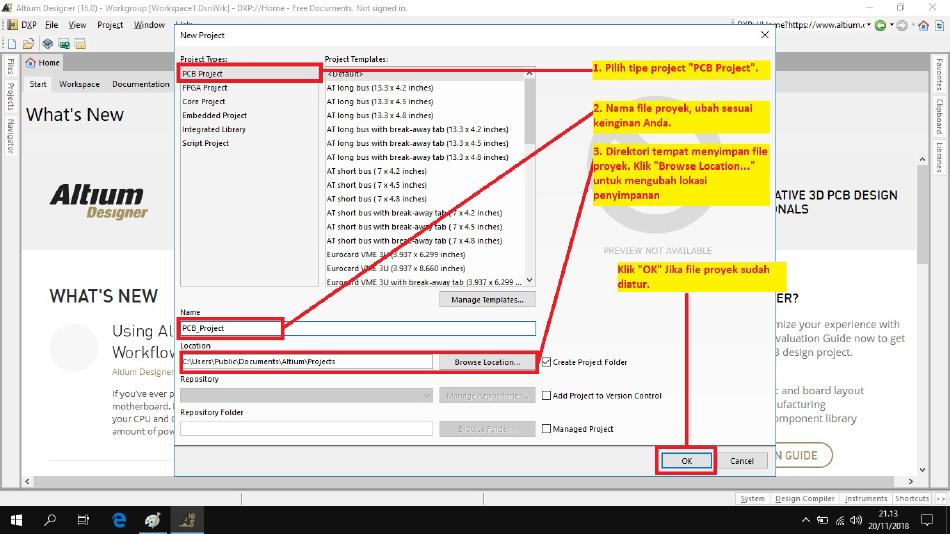 Altium Designer (16.0) - Workgroup [Workspace1.DsnWrk] - DXP://Home - Free Documents. Not signed in.
DXP File View Project Window
DXP://Home?https://www.altium.c
Home
Start Workspace Documentation
What's New
Altium
Designer
WHAT'S NEW
Using Al
Workflow
Altium Designer
If you've ever p
motherboard.
your CPU and
amount of pow
Files
Projects
Navigator
New Project
Project Types:
PCB Project
FPGA Project
Core Project
Embedded Project
Integrated Library
Script Project
Project Templates:
<Default>
AT long bus (13.3 x 4.2 inches)
AT long bus (13.3 x 4.5 inches)
AT long bus (13.3 x 4.8 inches)
AT long bus with break-away tab (13.3 x 4.2 inches)
AT long bus with break-away tab (13.3 x 4.5 inches)
AT long bus with break-away tab (13.3 x 4.8 inches)
AT short bus ( 7 x 4.2 inches)
AT short bus ( 7 x 4.5 inches)
AT short bus ( 7 x 4.8 inches)
AT short bus with break-away tab ( 7 x 4.2 inches)
AT short bus with break-away tab ( 7 x 4.5 inches)
AT short bus with break-away tab ( 7 x 4.8 inches)
Eurocard VME 3U (3.937 x 6.299 inches)
Eurocard VME 3U (3.937 x 8.660 inches)
Eurocard VME 3U with break-away tab (3.937 x 6.299 ...
Manage Templates...
1. Pilih tipe project "PCB Project".
2. Nama file proyek, ubah sesuai
keinginan Anda.
3. Direktori tempat menyimpan file
proyek. Klik "Browse Location..."
untuk mengubah lokasi
penyimpanan
PREVIEW NOT AVAILABLE
Klik "OK" Jika file proyek sudah
diatur.
Name
PCB_Project
Location
C:\Users\Public\Documents\Altium\Projects
Browse Location...
Create Project Folder
Repository
Manage Repositories...
Add Project to Version Control
Repository Folder
Browse Folder...
Managed Project
OK
Cancel
ATIVE 3D PCB DESIGN
ONALS
ER?
mize your experience with
valuation Guide now to get
B design project.
c and board layout
ufacturing
omponent library
N GUIDE
Favorites
Clipboard
Libraries
System Design Compiler Instruments Shortcuts >>
21.13
20/11/2018